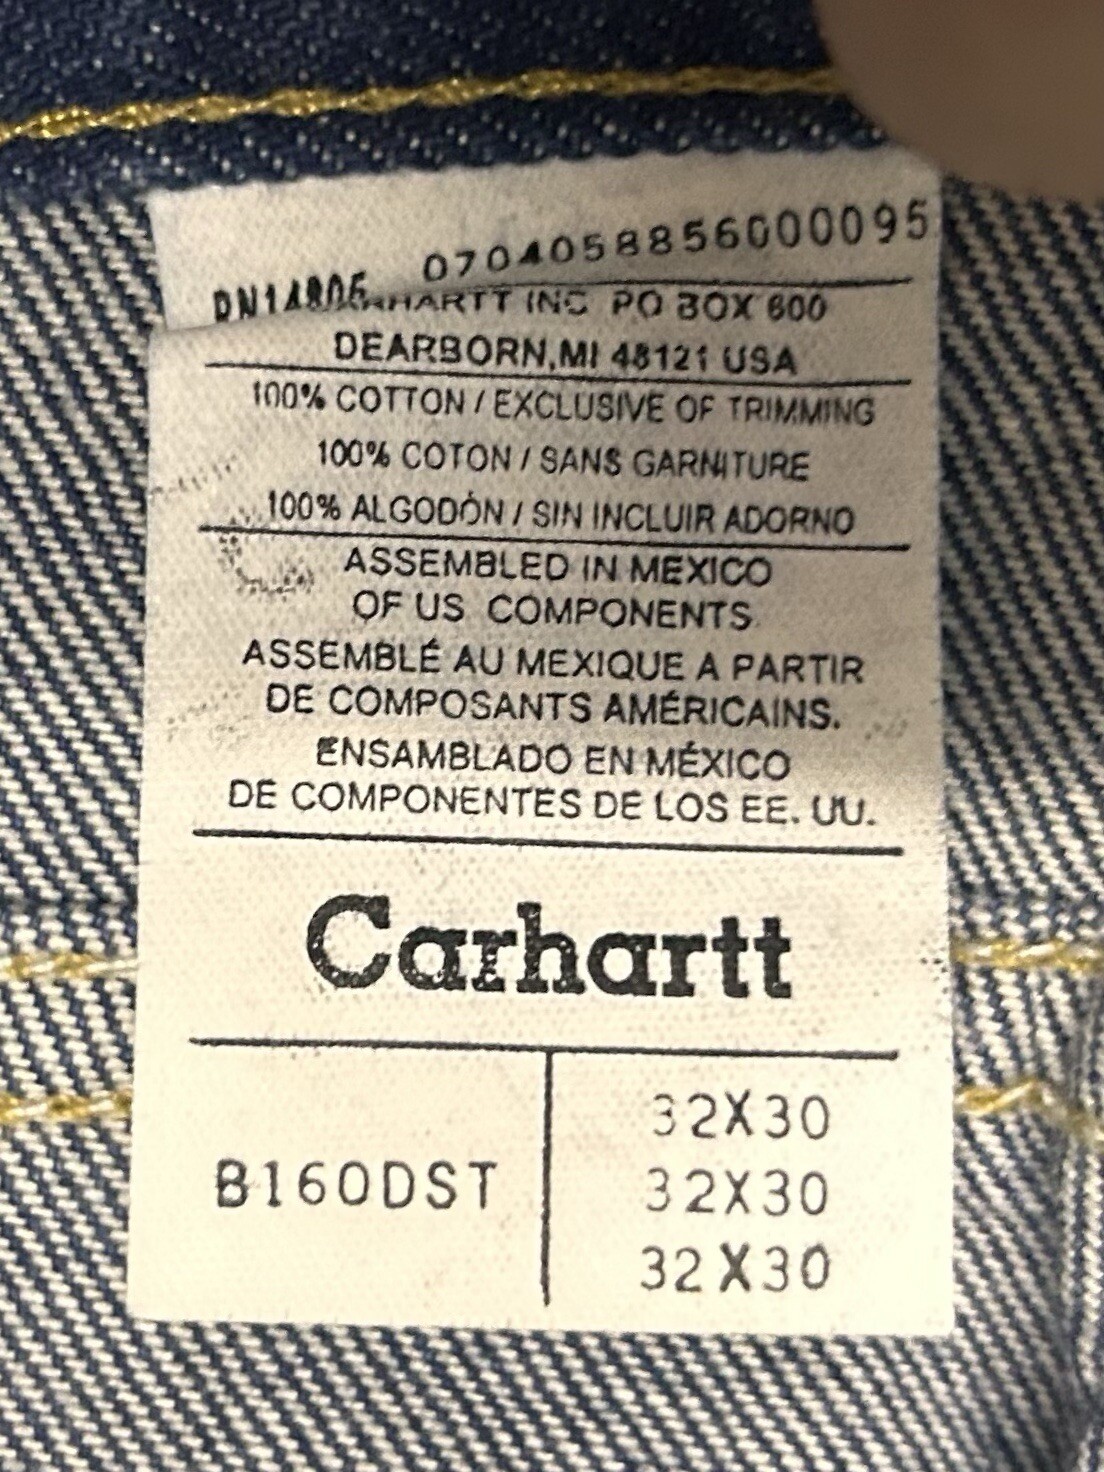 0704058856000095
RN14806
CARHARTT INC PO BOX 600
DEARBORN,MI 48121 USA
100% COTTON / EXCLUSIVE OF TRIMMING
100% COTON / SANS GARNITURE
100% ALGODÓN / SIN INCLUIR ADORNO
ASSEMBLED IN MEXICO
OF US COMPONENTS
ASSEMBLÉ AU MEXIQUE A PARTIR
DE COMPOSANTS AMÉRICAINS.
ENSAMBLADO EN MÉXICO
DE COMPONENTES DE LOS EE. UU.
Carhartt
B160DST
32X30
32X30
32X30